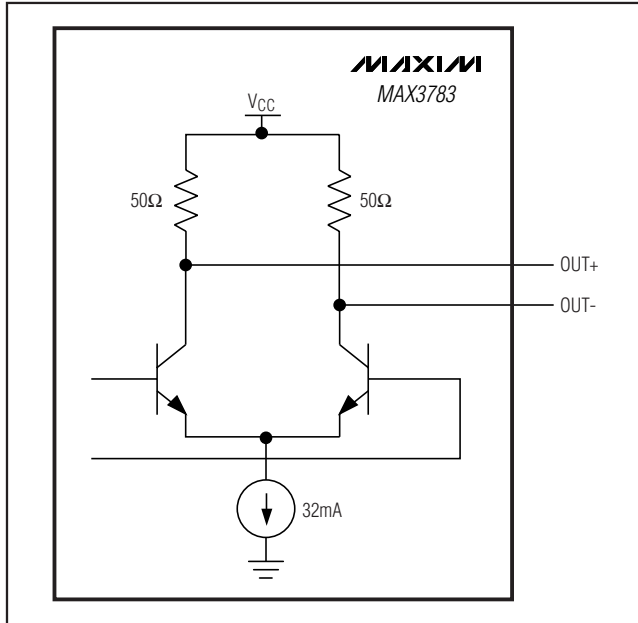 MAXIM
MAX3783
VCC
50Ω
50Ω
OUT+
OUT-
32mA